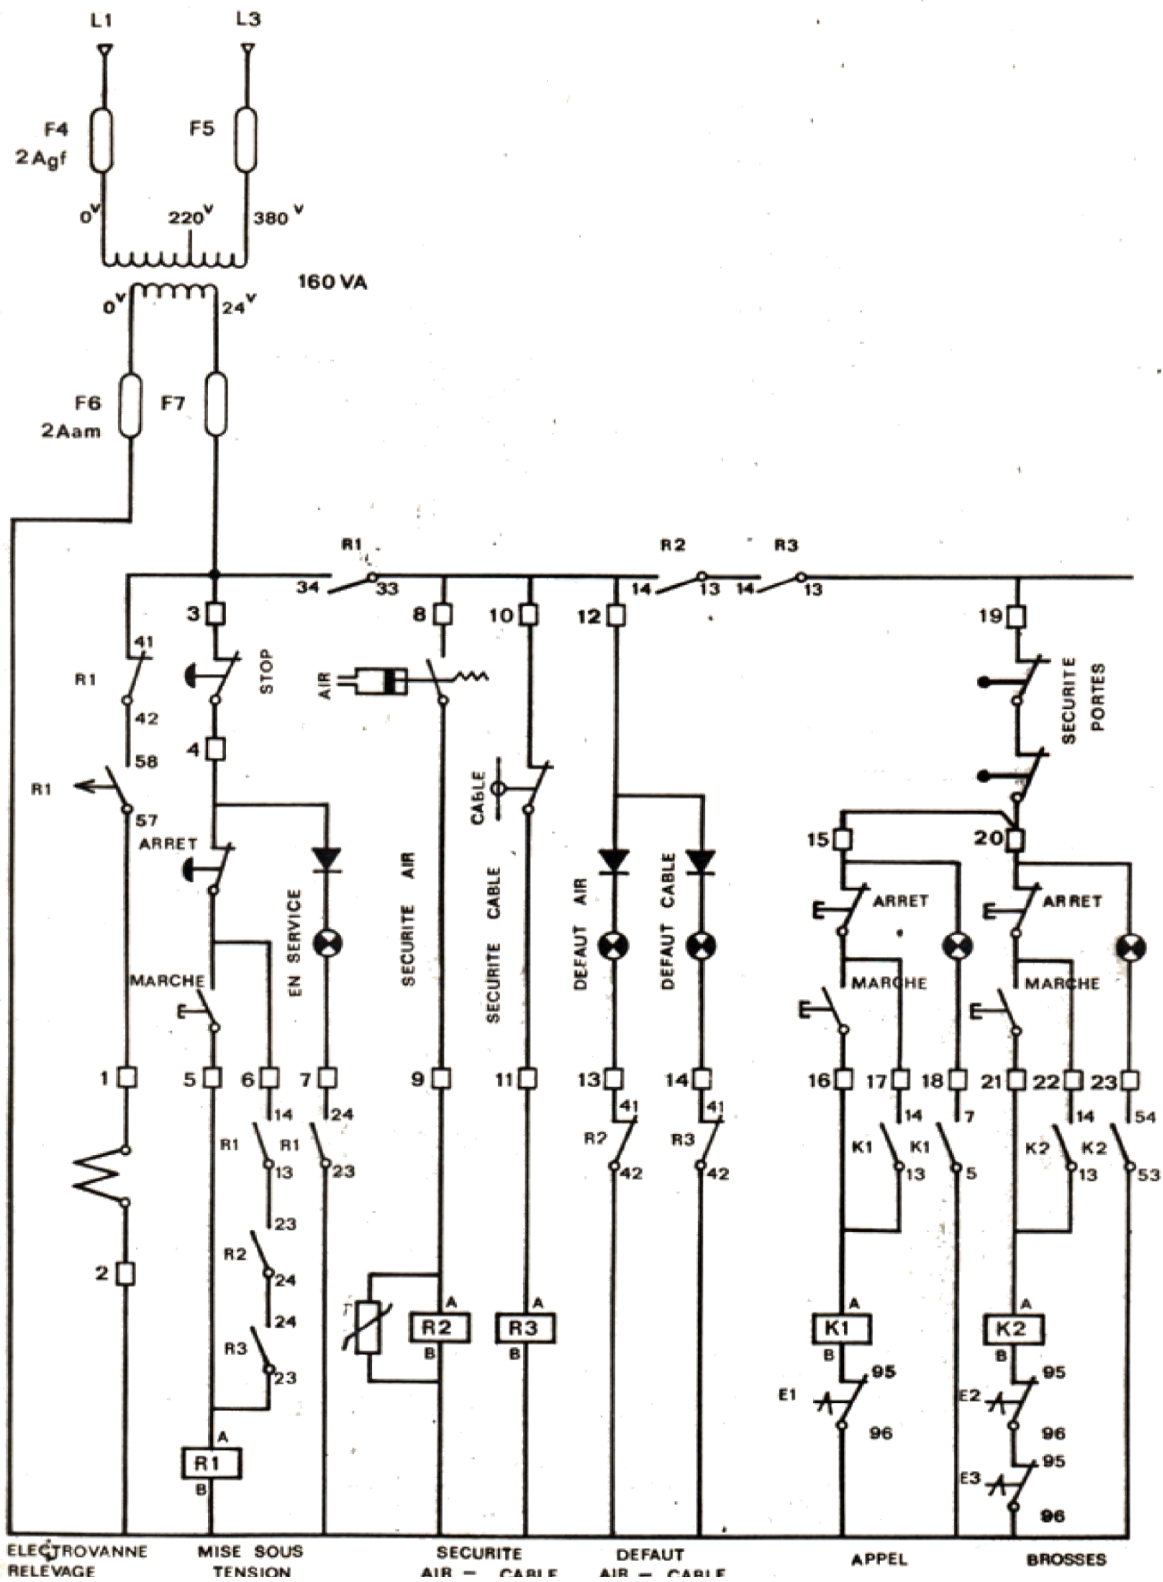 L1 L3
F4 F5
2Agf
0V 220V 380V
160 VA
0V 24V
F6 F7
2Aam
R1 R2 R3
34 33 14 13 14 13
3 8 10 12 19
41
R1 STOP AIR SECURITE PORTES
42
4
58
R1 CABLE
57
ARRET 15 20
EN SERVICE SECURITE AIR SECURITE CABLE DEFAUT AIR DEFAUT CABLE ARRET ARRET
MARCHE MARCHE MARCHE
1 5 6 7 9 11 13 14 16 17 18 21 22 23
14 24 41 41 14 7 14 54
R1 R1 R2 R3 K1 K1 K2 K2
13 23 42 42 13 5 13 53
23
R2
2 24
24
R3
23
A A A A
R2 R3 K1 K2
B B B B
95 95
E1 E2
96 96
A 95
R1 E3
B 96
ELECTROVANNE MISE SOUS SECURITE DEFAUT APPEL BROSSES
RELEVAGE TENSION AIR – CABLE AIR – CABLE